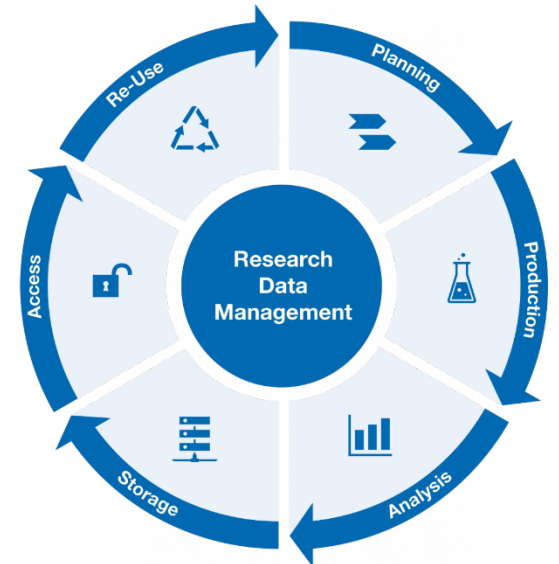 Research
Data
Management
Planning
Production
Analysis
Storage
Access
Re-Use